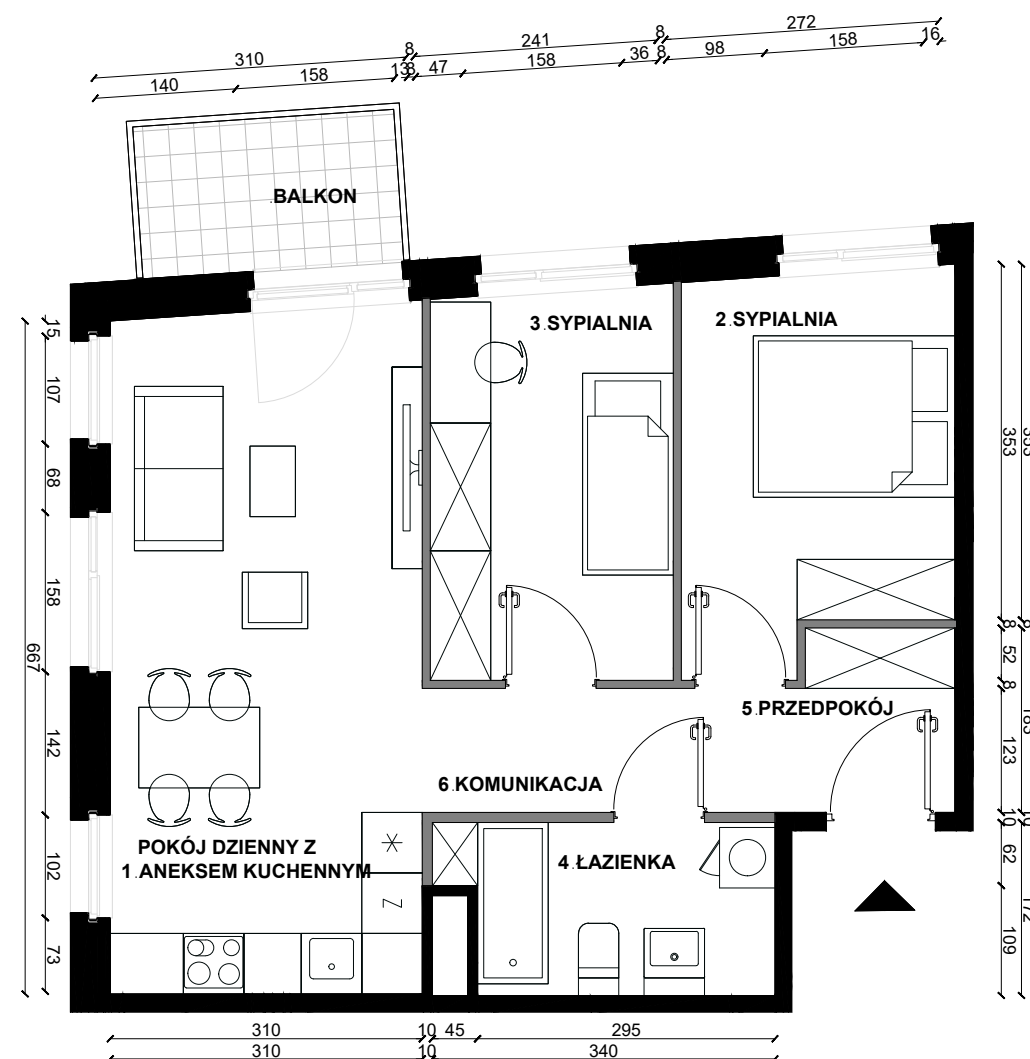 310 8 241 8 272
140 158 13 8 47 158 36 8 98 158 16
BALKON
3.SYPIALNIA
2.SYPIALNIA
15
107
68
158
142
102
73
667
353
8
52
8
123
10
62
109
5.PRZEDPOKÓJ
6.KOMUNIKACJA
POKÓJ DZIENNY Z
1.ANEKSEM KUCHENNYM
4.ŁAZIENKA
Z
310 10 45 295
310 10 340